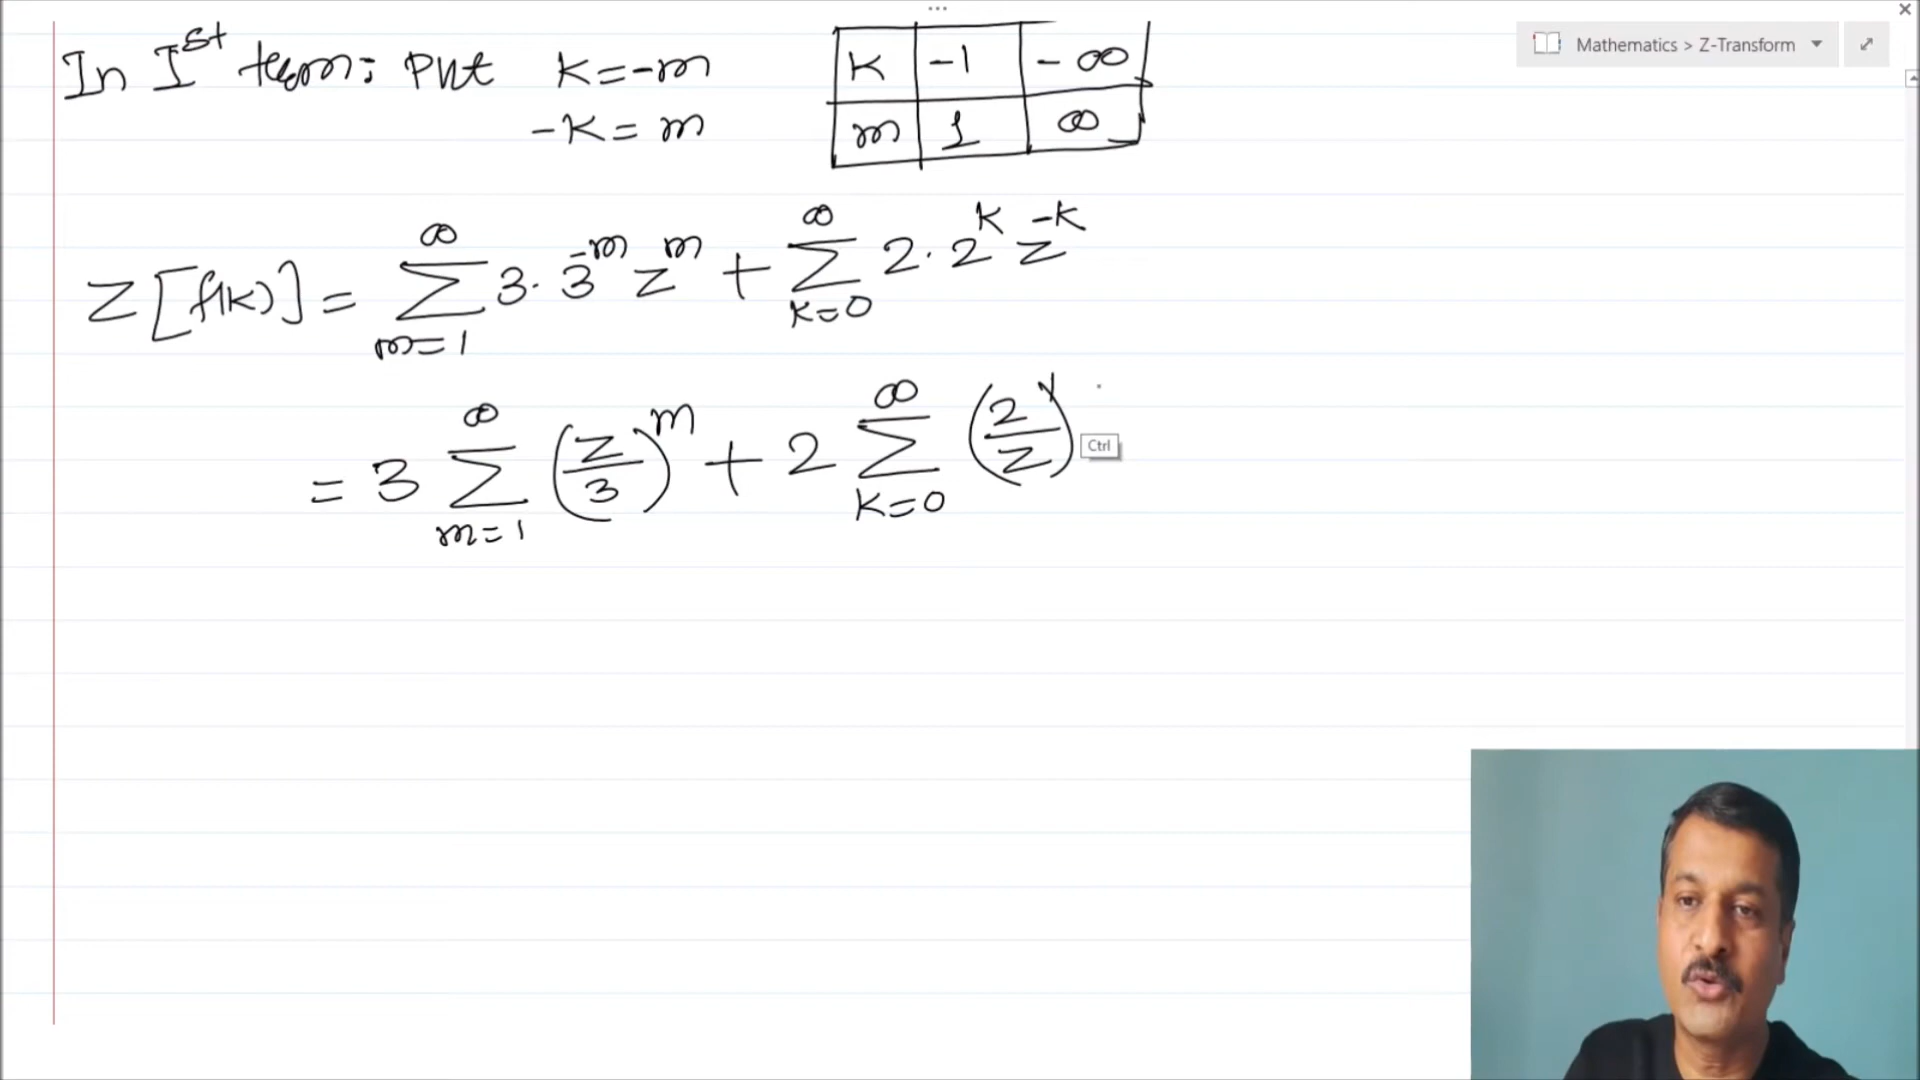 ...
Mathematics > Z-Transform
In Ist term: Put K=-m
-K=m
K -1 -∞
m 1 ∞
Z[f(K)] = ∑_{m=1}^{∞} 3·3^{-m} z^{m} + ∑_{K=0}^{∞} 2·2^{K} z^{-K}
= 3 ∑_{m=1}^{∞} (z/3)^{m} + 2 ∑_{K=0}^{∞} (2/z)
Ctrl